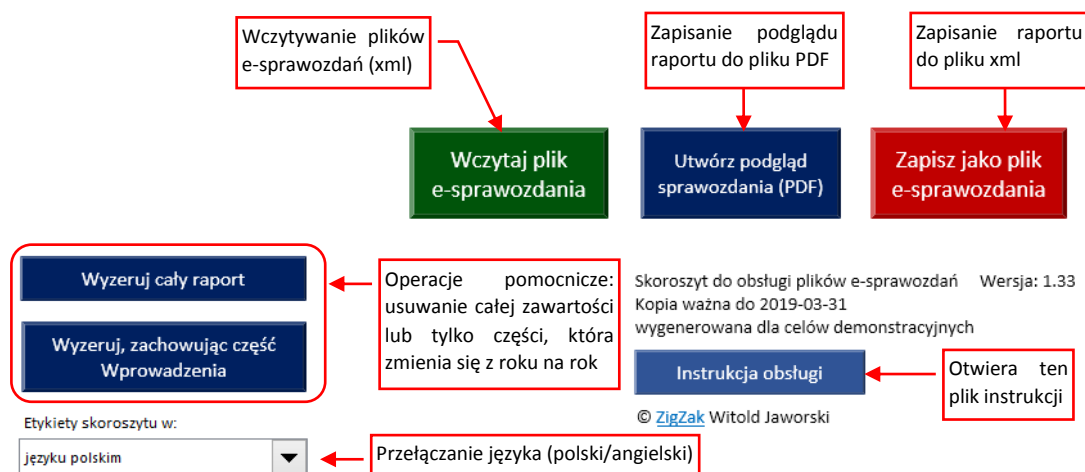 Wczytywanie plików
e-sprawozdań (xml)
Zapisanie podglądu
raportu do pliku PDF
Zapisanie raportu
do pliku xml
Wczytaj plik
e-sprawozdania
Utwórz podgląd
sprawozdania (PDF)
Zapisz jako plik
e-sprawozdania
Wyzeruj cały raport
Wyzeruj, zachowując część
Wprowadzenia
Operacje pomocnicze:
usuwanie całej zawartości
lub tylko części, która
zmienia się z roku na rok
Skoroszyt do obsługi plików e-sprawozdań Wersja: 1.33
Kopia ważna do 2019-03-31
wygenerowana dla celów demonstracyjnych
Instrukcja obsługi
Otwiera ten
plik instrukcji
© ZigZak Witold Jaworski
Etykiety skoroszytu w:
języku polskim
Przełączanie języka (polski/angielski)